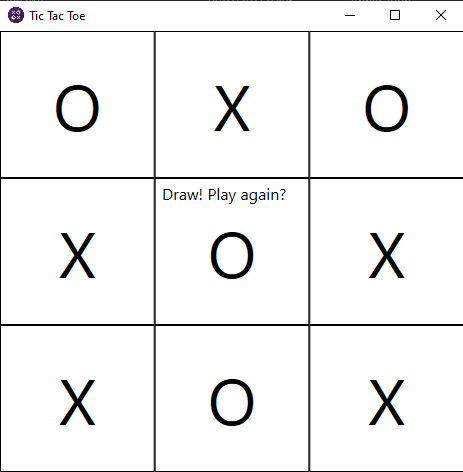 Tic Tac Toe
O X O
Draw! Play again?
X O X
X O X